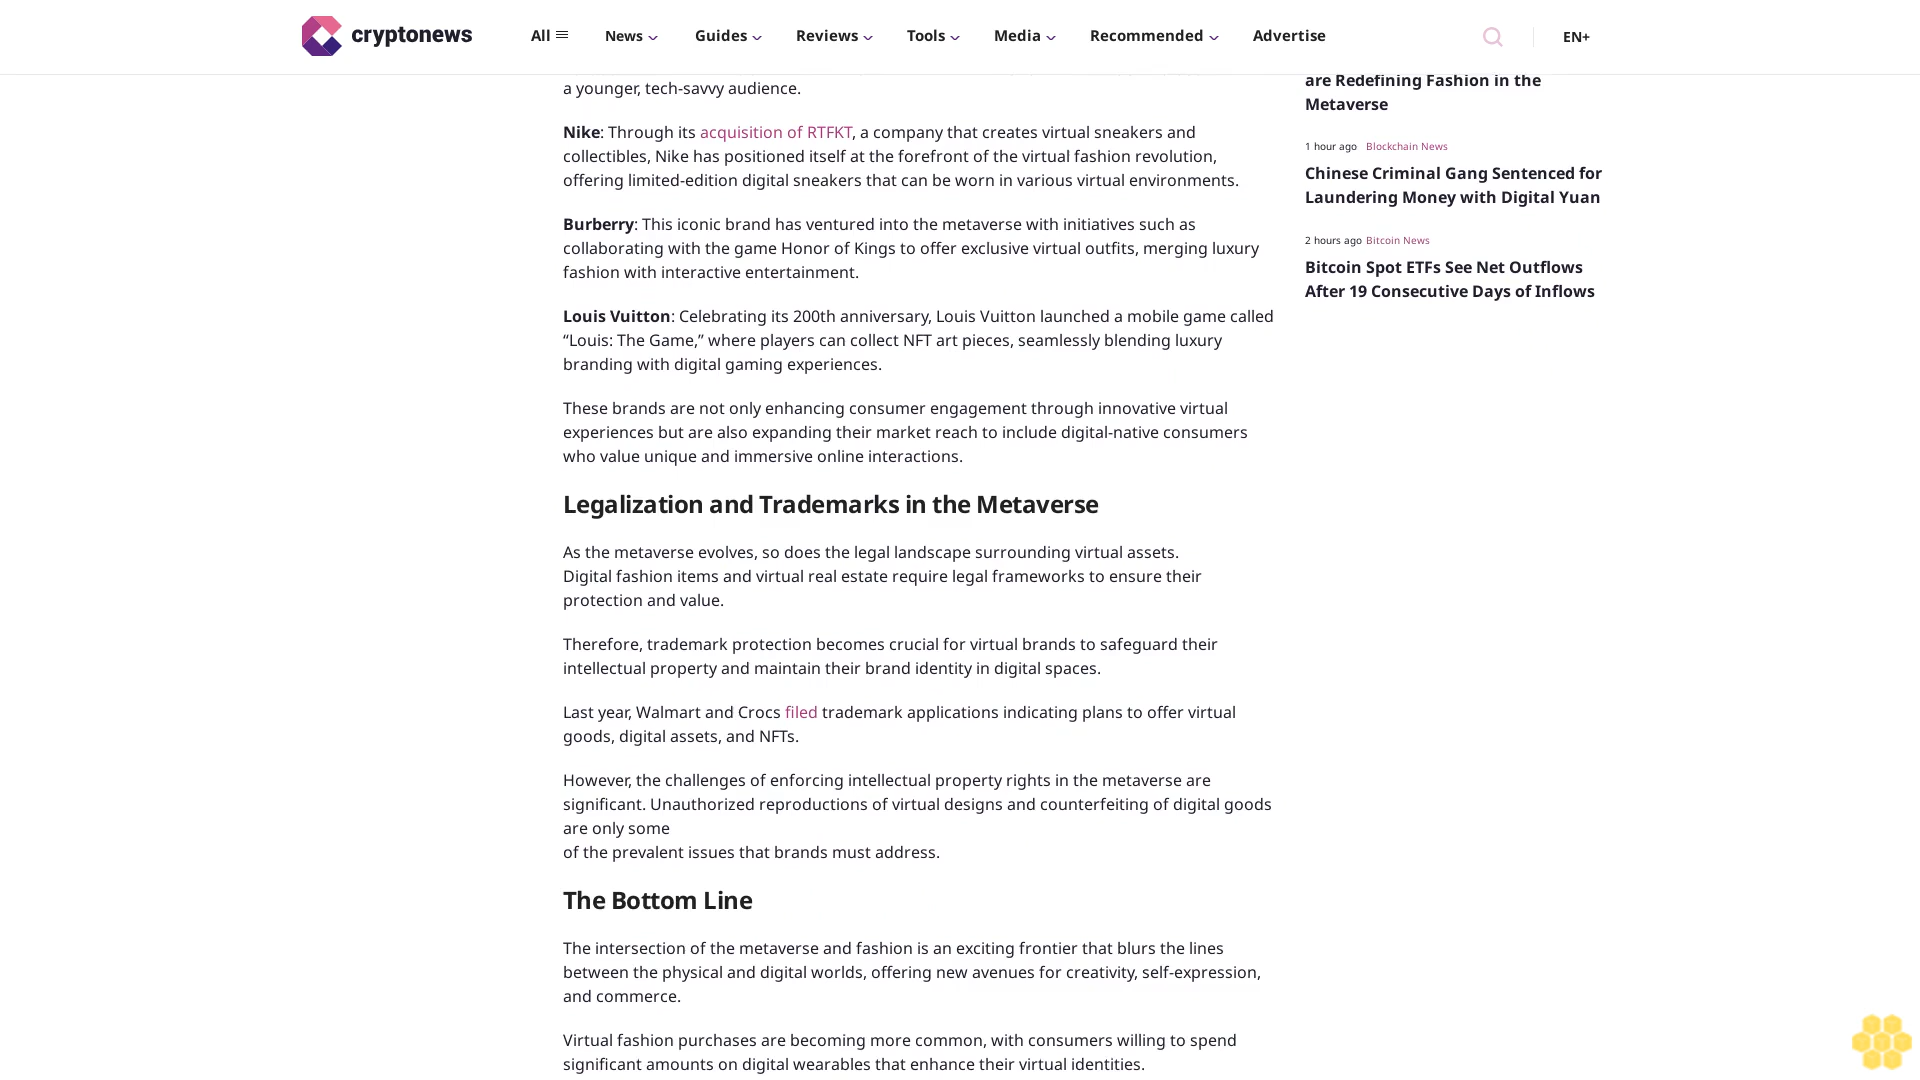 cryptonews
All
News
Guides
Reviews
Tools
Media
Recommended
Advertise
EN+
a younger, tech-savvy audience.
Nike: Through its acquisition of RTFKT, a company that creates virtual sneakers and
collectibles, Nike has positioned itself at the forefront of the virtual fashion revolution,
offering limited-edition digital sneakers that can be worn in various virtual environments.
Burberry: This iconic brand has ventured into the metaverse with initiatives such as
collaborating with the game Honor of Kings to offer exclusive virtual outfits, merging luxury
fashion with interactive entertainment.
Louis Vuitton: Celebrating its 200th anniversary, Louis Vuitton launched a mobile game called
“Louis: The Game,” where players can collect NFT art pieces, seamlessly blending luxury
branding with digital gaming experiences.
These brands are not only enhancing consumer engagement through innovative virtual
experiences but are also expanding their market reach to include digital-native consumers
who value unique and immersive online interactions.
Legalization and Trademarks in the Metaverse
As the metaverse evolves, so does the legal landscape surrounding virtual assets.
Digital fashion items and virtual real estate require legal frameworks to ensure their
protection and value.
Therefore, trademark protection becomes crucial for virtual brands to safeguard their
intellectual property and maintain their brand identity in digital spaces.
Last year, Walmart and Crocs filed trademark applications indicating plans to offer virtual
goods, digital assets, and NFTs.
However, the challenges of enforcing intellectual property rights in the metaverse are
significant. Unauthorized reproductions of virtual designs and counterfeiting of digital goods
are only some
of the prevalent issues that brands must address.
The Bottom Line
The intersection of the metaverse and fashion is an exciting frontier that blurs the lines
between the physical and digital worlds, offering new avenues for creativity, self-expression,
and commerce.
Virtual fashion purchases are becoming more common, with consumers willing to spend
significant amounts on digital wearables that enhance their virtual identities.
are Redefining Fashion in the
Metaverse
1 hour ago Blockchain News
Chinese Criminal Gang Sentenced for
Laundering Money with Digital Yuan
2 hours ago Bitcoin News
Bitcoin Spot ETFs See Net Outflows
After 19 Consecutive Days of Inflows